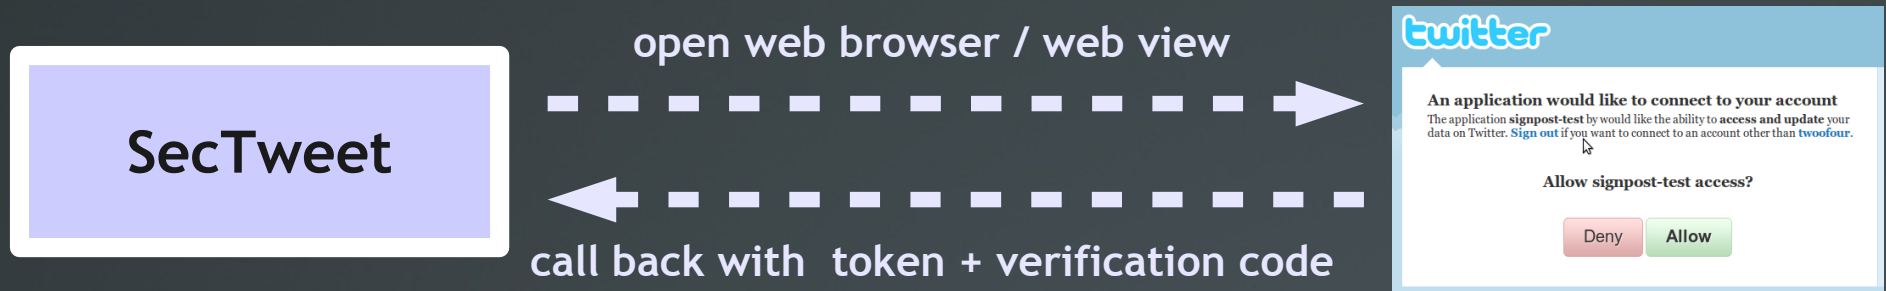 open web browser / web view
SecTweet
call back with token + verification code
twitter
An application would like to connect to your account
The application signpost-test by would like the ability to access and update your
data on Twitter. Sign out if you want to connect to an account other than twoofour.
Allow signpost-test access?
Deny Allow